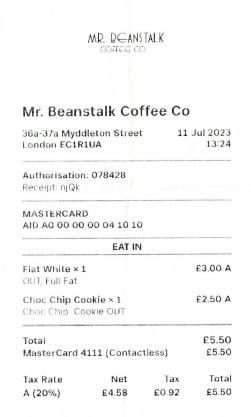 MR. BEANSTALK
COFFEE CO
Mr. Beanstalk Coffee Co
36a-37a Myddleton Street 11 Jul 2023
London EC1R1UA 13:24
Authorisation: 078428
Receipt: njQk
MASTERCARD
AID A0 00 00 00 04 10 10
EAT IN
Flat White × 1 £3.00 A
OUT, Full Fat
Choc Chip Cookie × 1 £2.50 A
Choc Chip Cookie OUT
Total £5.50
MasterCard 4111 (Contactless) £5.50
Tax Rate Net Tax Total
A (20%) £4.58 £0.92 £5.50